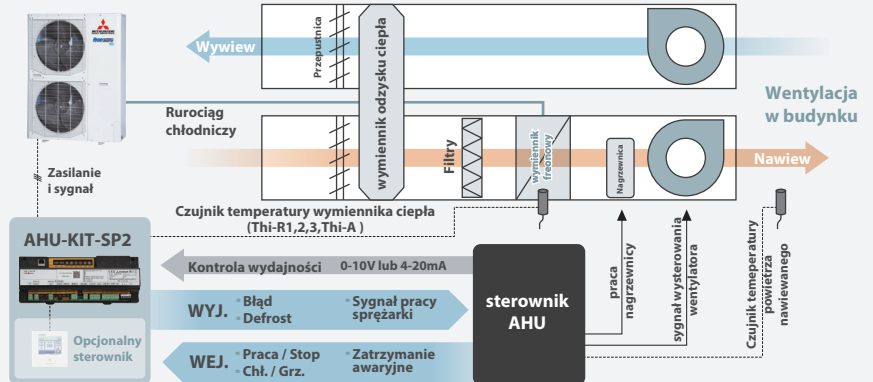 MITSUBISHI
Wywiew
Przepustnica
wymiennik odzysku ciepła
Rurociąg
chłodniczy
Wentylacja
w budynku
Filtry
wymiennik
freonowy
Nagrzewnica
Nawiew
Zasilanie
i sygnał
Czujnik temperatury wymiennika ciepła
(Thi-R1,2,3,Thi-A )
AHU-KIT-SP2
Kontrola wydajności 0-10V lub 4-20mA
WYJ.
Błąd
Defrost
Sygnał pracy
sprężarki
WEJ.
Praca / Stop
Chł. / Grz.
Zatrzymanie
awaryjne
Opcjonalny
sterownik
sterownik
AHU
praca
nagrzewnicy
sygnał wysterowania
wentylatora
Czujnik temeperatury
powietrza
nawiewanego